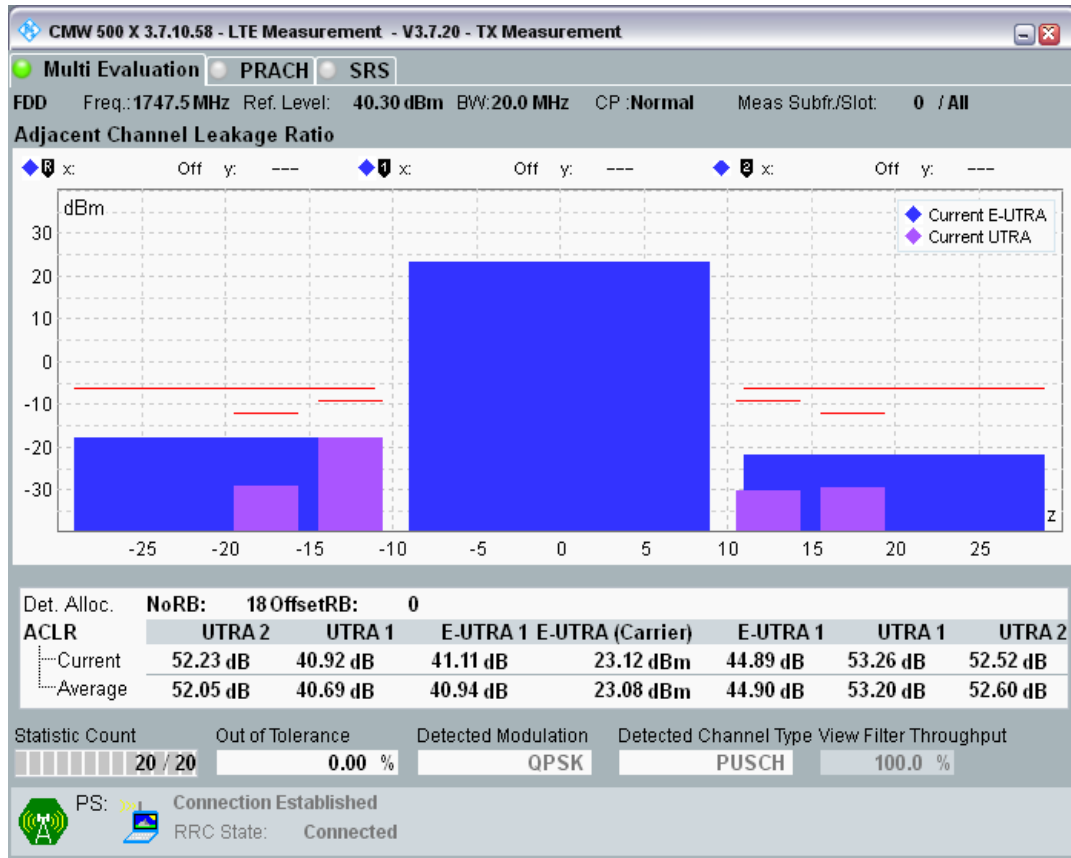 CMW 500 X 3.7.10.58 - LTE Measurement - V3.7.20 - TX Measurement
Multi Evaluation PRACH SRS
FDD Freq.:1747.5 MHz Ref. Level: 40.30 dBm BW:20.0 MHz CP :Normal Meas Subfr./Slot: 0 / All
Adjacent Channel Leakage Ratio
R x: Off y: --- 1 x: Off y: --- 2 x: Off y: ---
dBm
Current E-UTRA
Current UTRA
30
20
10
0
-10
-20
-30
z
-25 -20 -15 -10 -5 0 5 10 15 20 25
Det. Alloc. NoRB: 18 OffsetRB: 0
ACLR UTRA 2 UTRA 1 E-UTRA 1 E-UTRA (Carrier) E-UTRA 1 UTRA 1 UTRA 2
Current 52.23 dB 40.92 dB 41.11 dB 23.12 dBm 44.89 dB 53.26 dB 52.52 dB
Average 52.05 dB 40.69 dB 40.94 dB 23.08 dBm 44.90 dB 53.20 dB 52.60 dB
Statistic Count Out of Tolerance Detected Modulation Detected Channel Type View Filter Throughput
20 / 20 0.00 % QPSK PUSCH 100.0 %
PS: Connection Established
RRC State: Connected